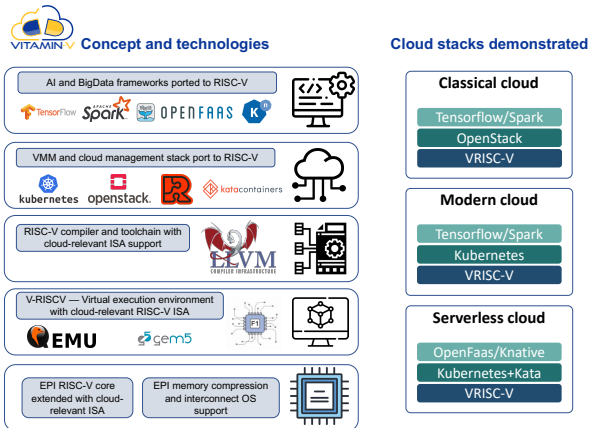 VITAMIN-V
Concept and technologies
AI and BigData frameworks ported to RISC-V
TensorFlow
APACHE
Spark
OPENFAAS
K n
VMM and cloud management stack port to RISC-V
kubernetes
openstack.
R
katacontainers
RISC-V compiler and toolchain with
cloud-relevant ISA support
LLVM
COMPILER INFRASTRUCTURE
V-RISCV — Virtual execution environment
with cloud-relevant RISC-V ISA
QEMU
gem5
F1
EPI RISC-V core
extended with cloud-
relevant ISA
EPI memory compression
and interconnect OS
support
Cloud stacks demonstrated
Classical cloud
Tensorflow/Spark
OpenStack
VRISC-V
Modern cloud
Tensorflow/Spark
Kubernetes
VRISC-V
Serverless cloud
OpenFaas/Knative
Kubernetes+Kata
VRISC-V